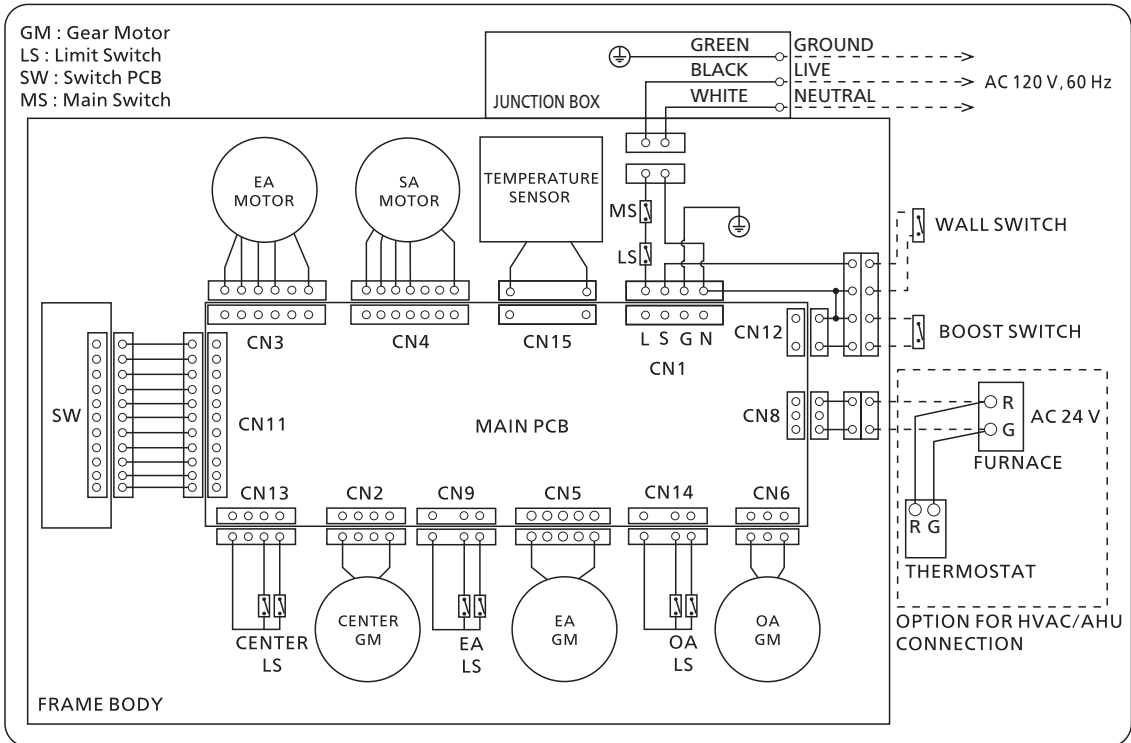 GM : Gear Motor
LS : Limit Switch
SW : Switch PCB
MS : Main Switch
GREEN GROUND
BLACK LIVE
WHITE NEUTRAL
AC 120 V, 60 Hz
JUNCTION BOX
EA
MOTOR
SA
MOTOR
TEMPERATURE
SENSOR
MS
LS
WALL SWITCH
BOOST SWITCH
CN3
CN4
CN15
L S G N
CN1
CN12
SW
CN11
MAIN PCB
CN8
R
G
AC 24 V
FURNACE
R G
THERMOSTAT
OPTION FOR HVAC/AHU
CONNECTION
CN13
CN2
CN9
CN5
CN14
CN6
CENTER
LS
CENTER
GM
EA
LS
EA
GM
OA
LS
OA
GM
FRAME BODY